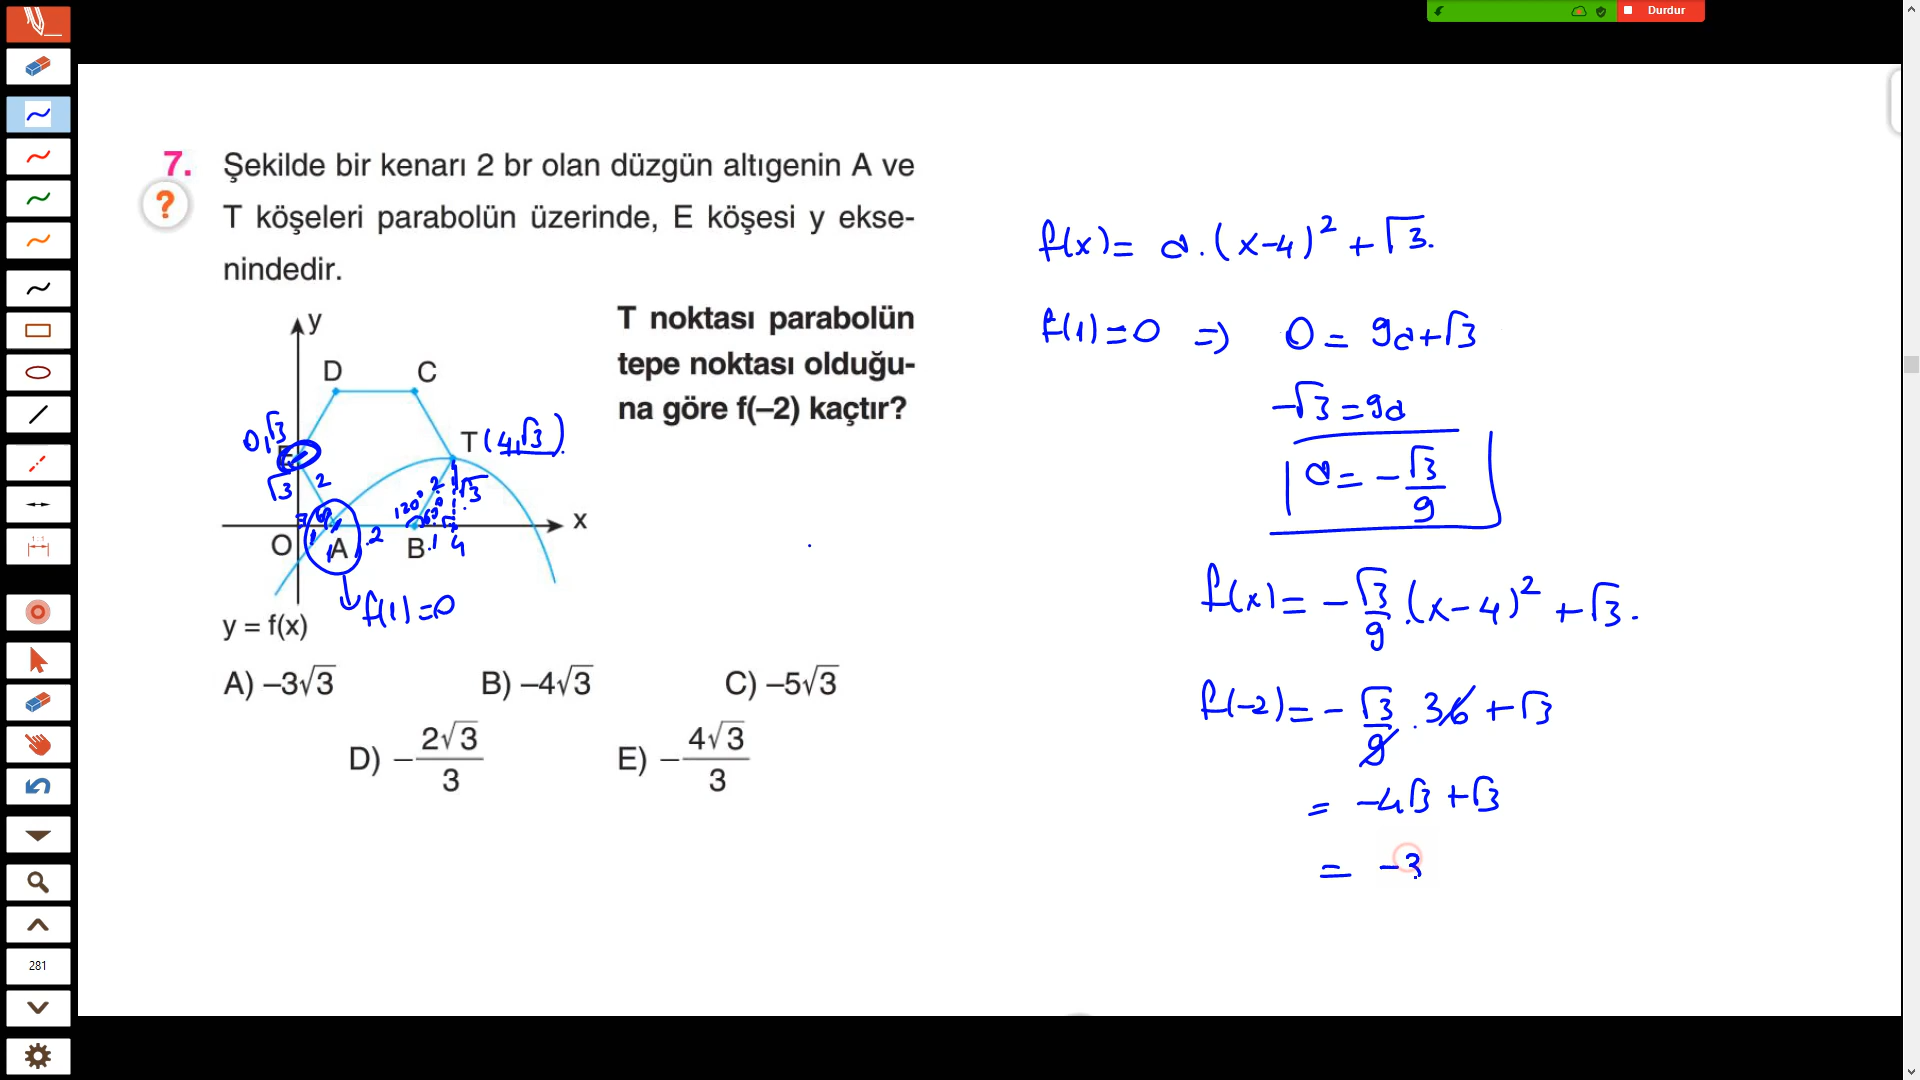 Durdur
7. Şekilde bir kenarı 2 br olan düzgün altıgenin A ve
?
T köşeleri parabolün üzerinde, E köşesi y ekse-
nindedir.
T noktası parabolün
tepe noktası olduğu-
na göre f(–2) kaçtır?
y
D C
0,√3
T (4,√3)
√3 2
120° 2 60° √3
x
O 1 A 2 B 1 4
f(1)=0
y = f(x)
A) –3√3 B) –4√3 C) –5√3
D) –2√3/3 E) –4√3/3
f(x)= a.(x-4)² + √3.
f(1)=0 ⇒ 0 = 9a+√3
-√3 = 9a
a = -√3/9
f(x) = -√3/9.(x-4)² + √3.
f(-2) = -√3/9 . 36 + √3
= -4√3 + √3
= -3
281